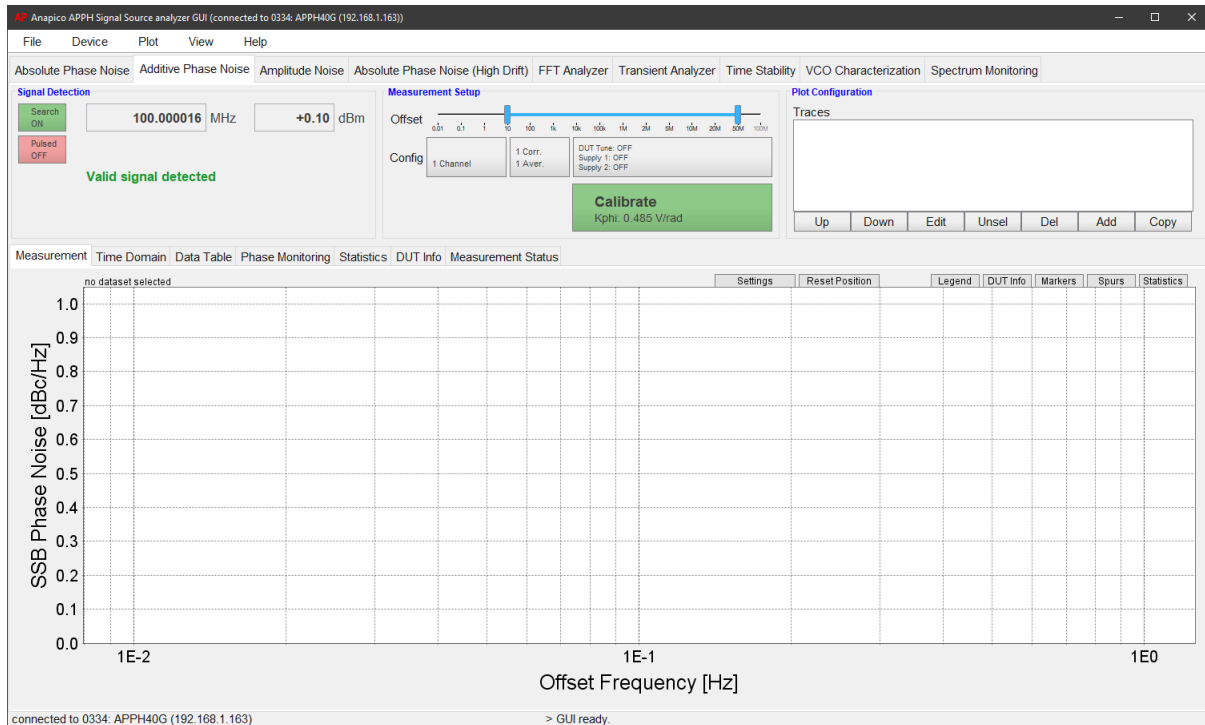 AP Anapico APPH Signal Source analyzer GUI (connected to 0334: APPH40G (192.168.1.163))
File Device Plot View Help
Absolute Phase Noise Additive Phase Noise Amplitude Noise Absolute Phase Noise (High Drift) FFT Analyzer Transient Analyzer Time Stability VCO Characterization Spectrum Monitoring
Signal Detection
Search
ON
100.000016 MHz +0.10 dBm
Pulsed
OFF
Valid signal detected
Measurement Setup
Offset
0.01 0.1 1 10 100 1k 10k 100k 1M 2M 5M 10M 20M 50M 100M
Config
1 Channel
1 Corr.
1 Aver.
DUT Tune: OFF
Supply 1: OFF
Supply 2: OFF
Calibrate
Kphi: 0.485 V/rad
Plot Configuration
Traces
Up Down Edit Unsel Del Add Copy
Measurement Time Domain Data Table Phase Monitoring Statistics DUT Info Measurement Status
no dataset selected
Settings Reset Position Legend DUT Info Markers Spurs Statistics
SSB Phase Noise [dBc/Hz]
1.0
0.9
0.8
0.7
0.6
0.5
0.4
0.3
0.2
0.1
0.0
1E-2 1E-1 1E0
Offset Frequency [Hz]
connected to 0334: APPH40G (192.168.1.163) > GUI ready.